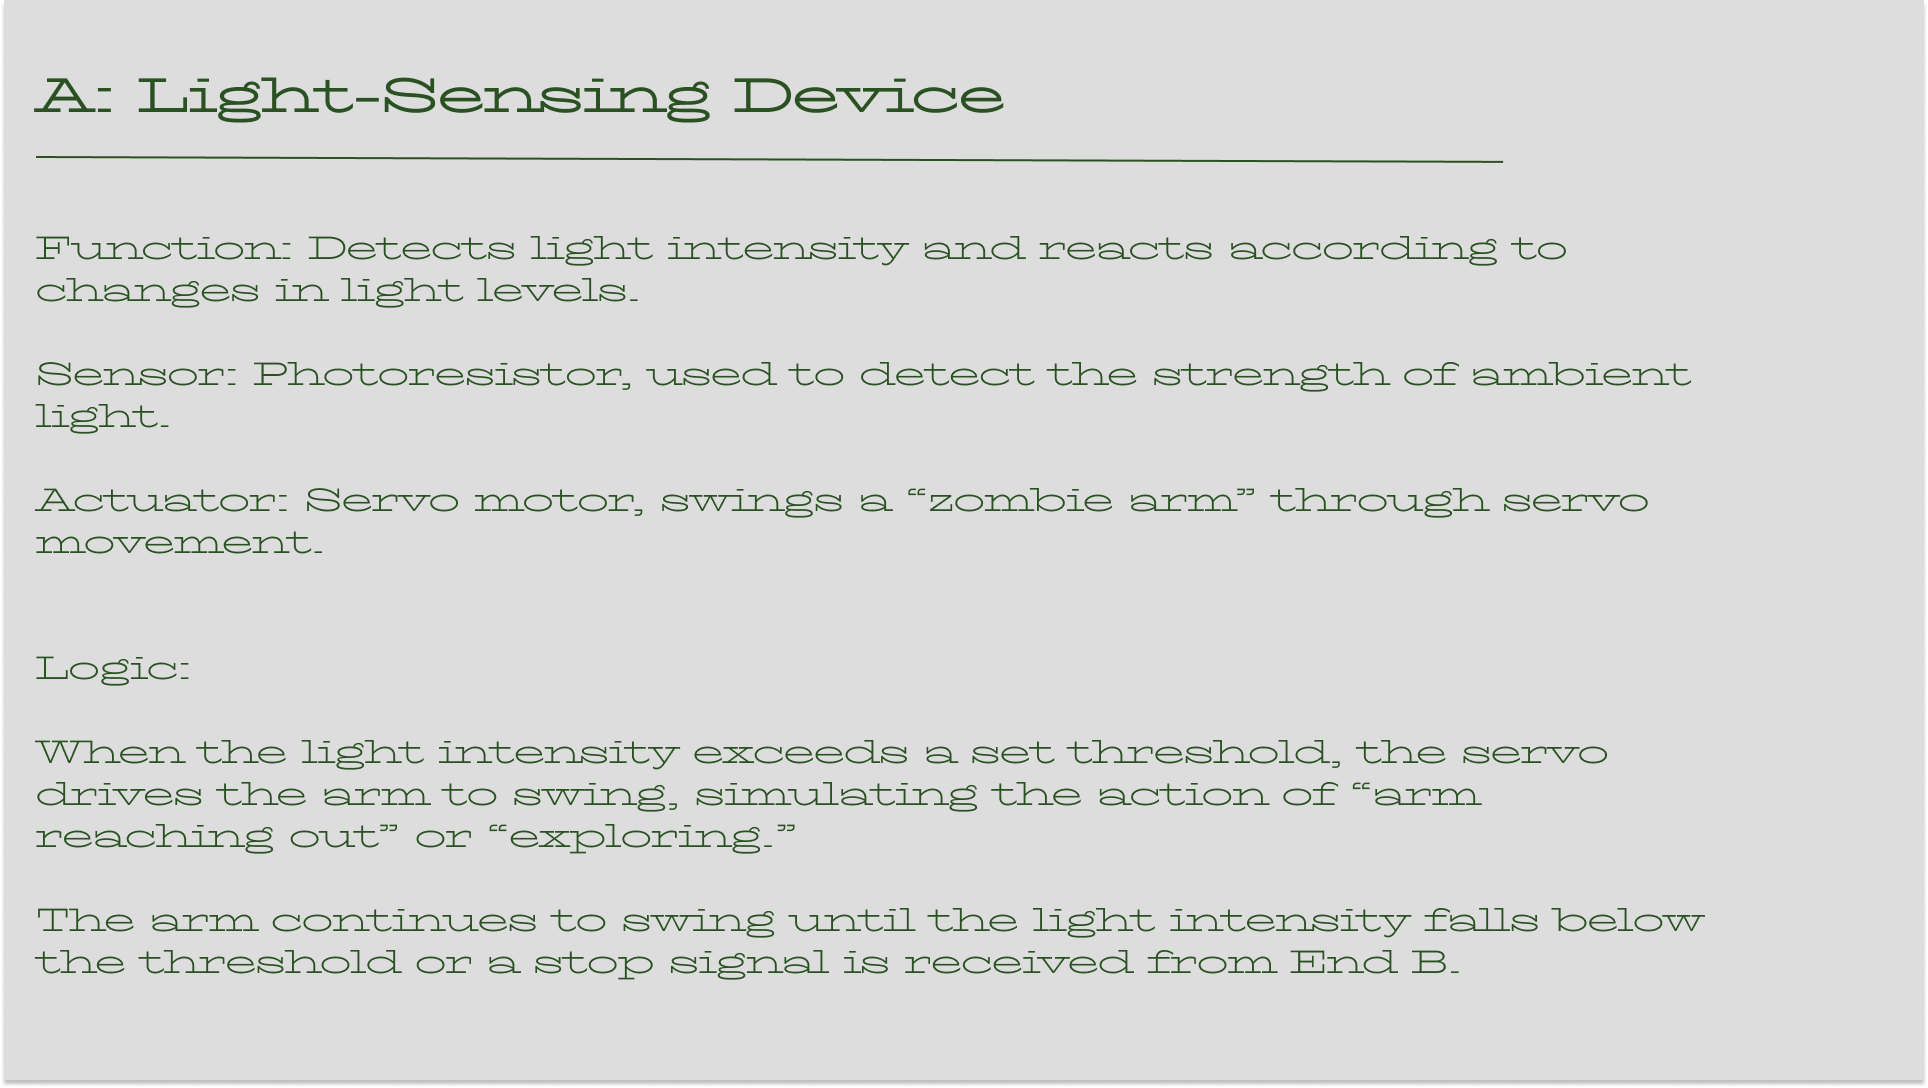 A: Light-Sensing Device
Function: Detects light intensity and reacts according to
changes in light levels.
Sensor: Photoresistor, used to detect the strength of ambient
light.
Actuator: Servo motor, swings a “zombie arm” through servo
movement.
Logic:
When the light intensity exceeds a set threshold, the servo
drives the arm to swing, simulating the action of “arm
reaching out” or “exploring.”
The arm continues to swing until the light intensity falls below
the threshold or a stop signal is received from End B.